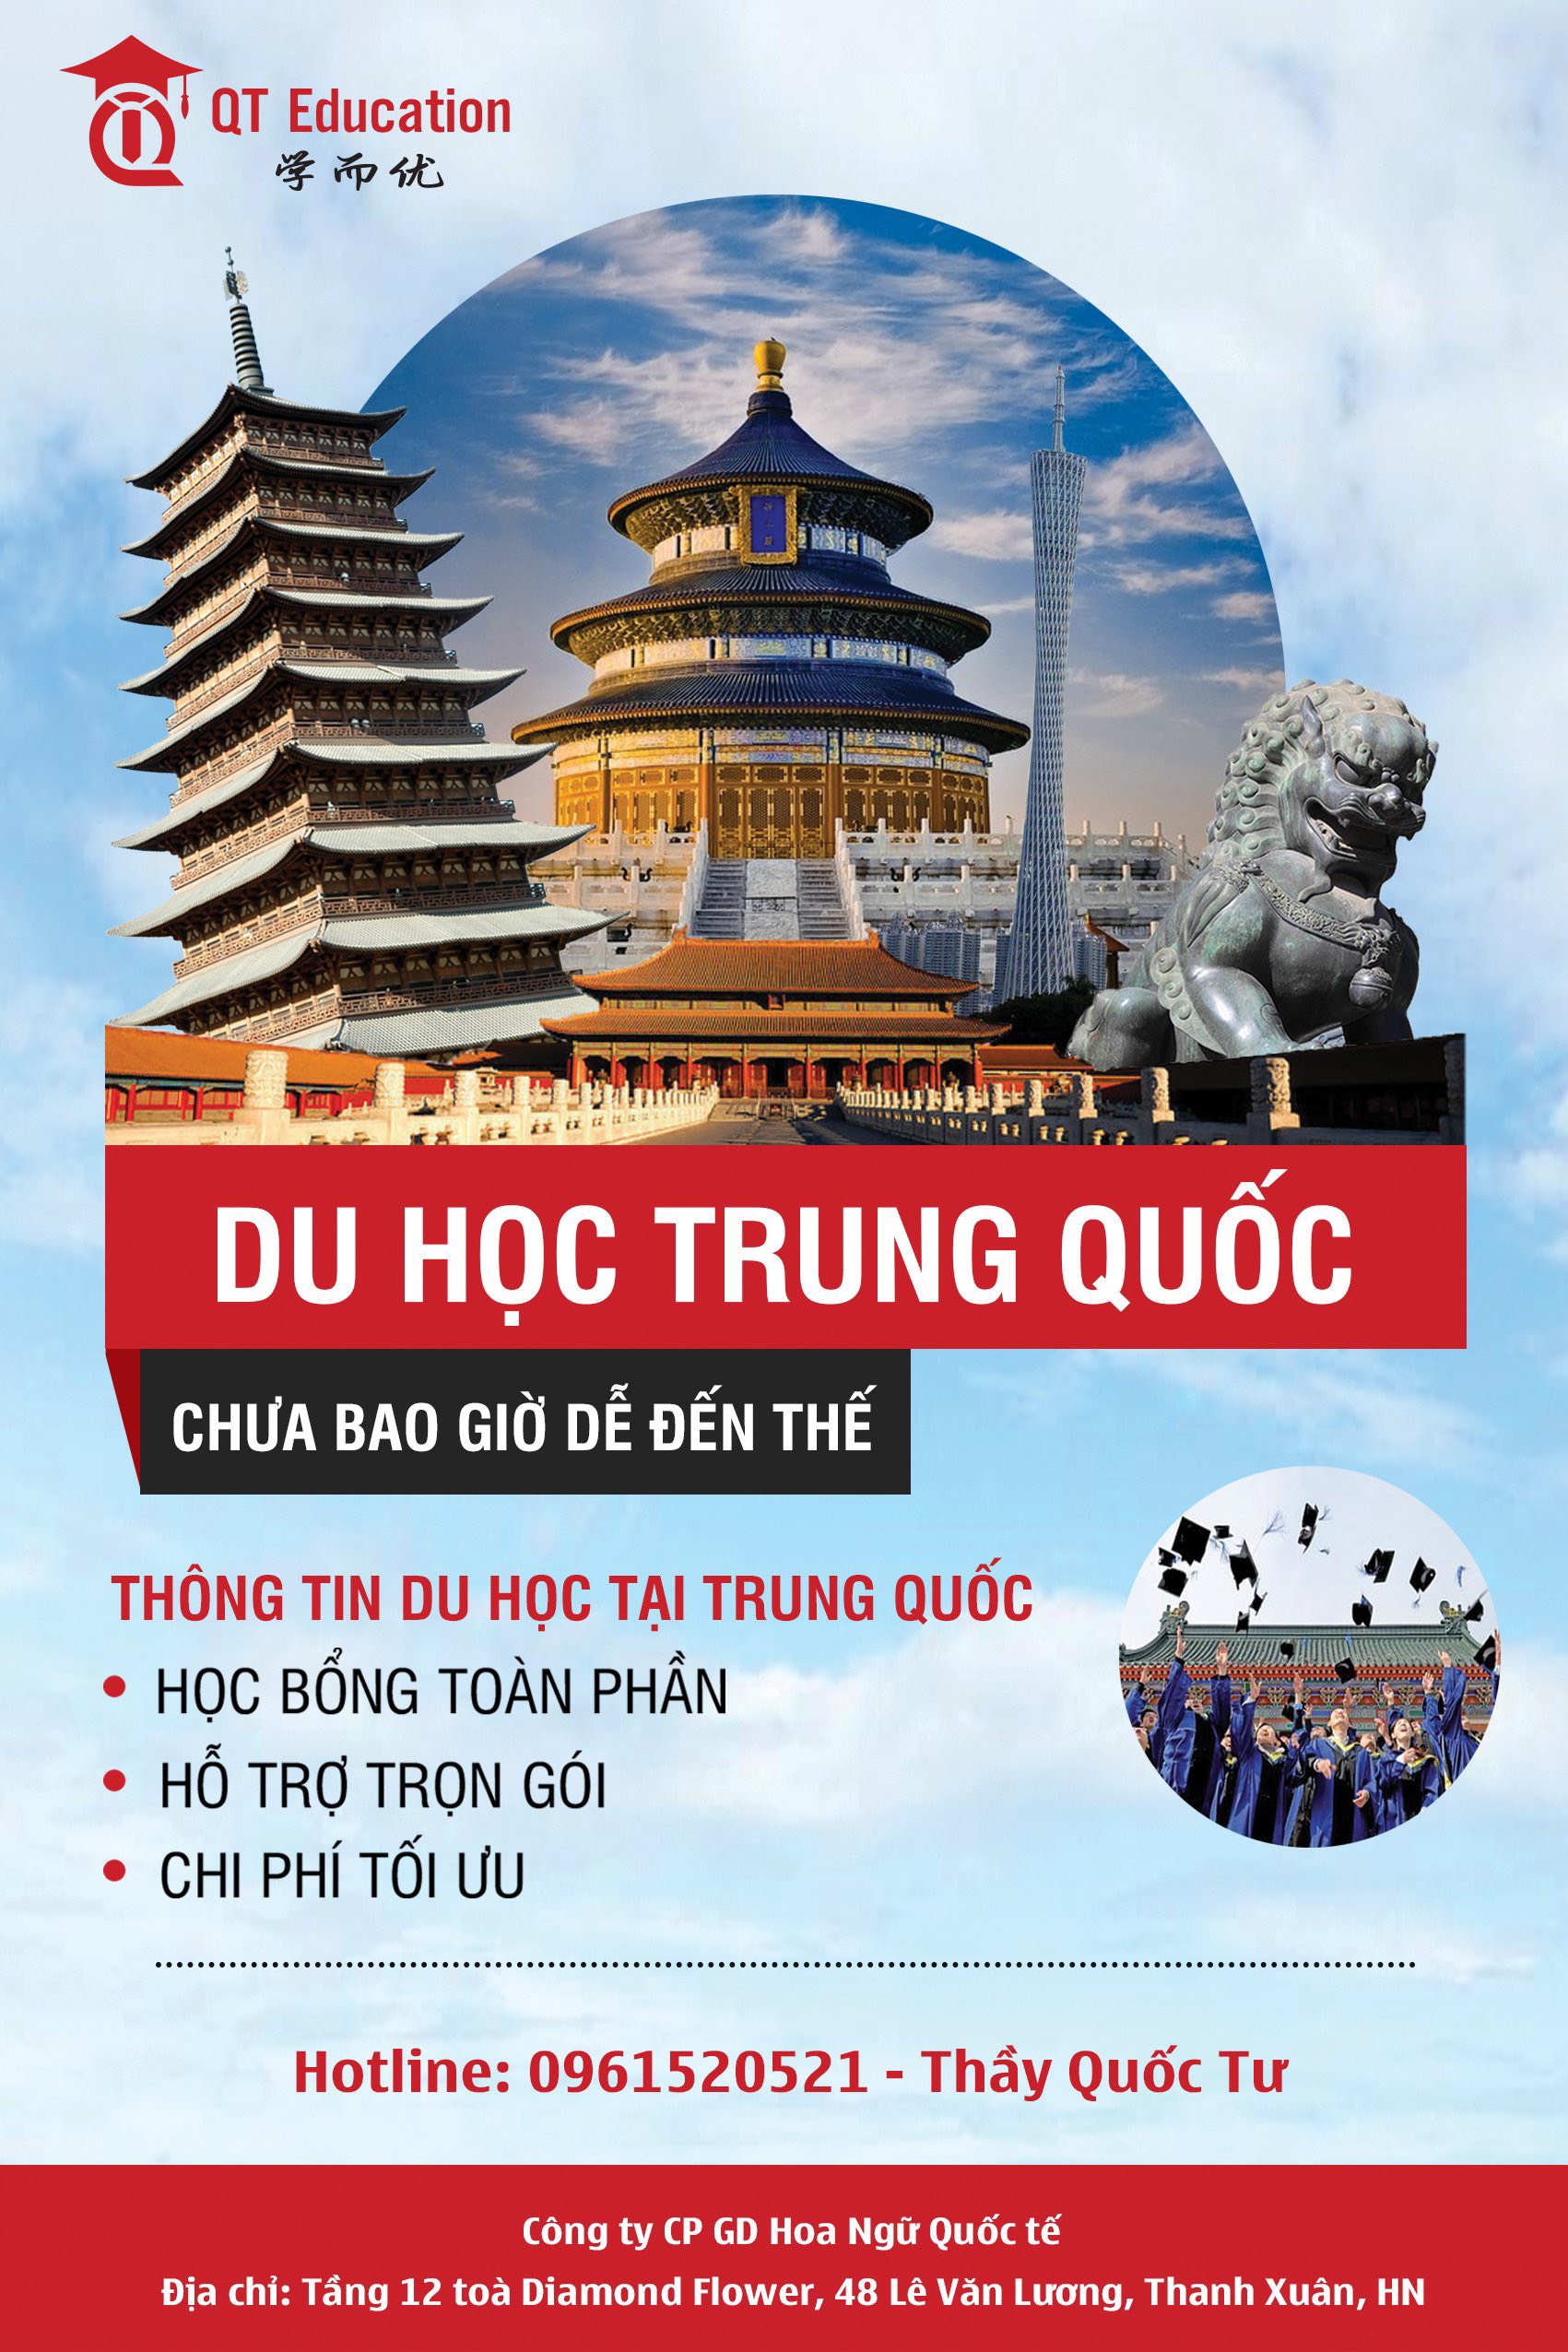 QT Education
学而优
DU HỌC TRUNG QUỐC
CHƯA BAO GIỜ DỄ ĐẾN THẾ
THÔNG TIN DU HỌC TẠI TRUNG QUỐC
• HỌC BỔNG TOÀN PHẦN
• HỖ TRỢ TRỌN GÓI
• CHI PHÍ TỐI ƯU
Hotline: 0961520521 - Thầy Quốc Tư
Công ty CP GD Hoa Ngữ Quốc tế
Địa chỉ: Tầng 12 toà Diamond Flower, 48 Lê Văn Lương, Thanh Xuân, HN